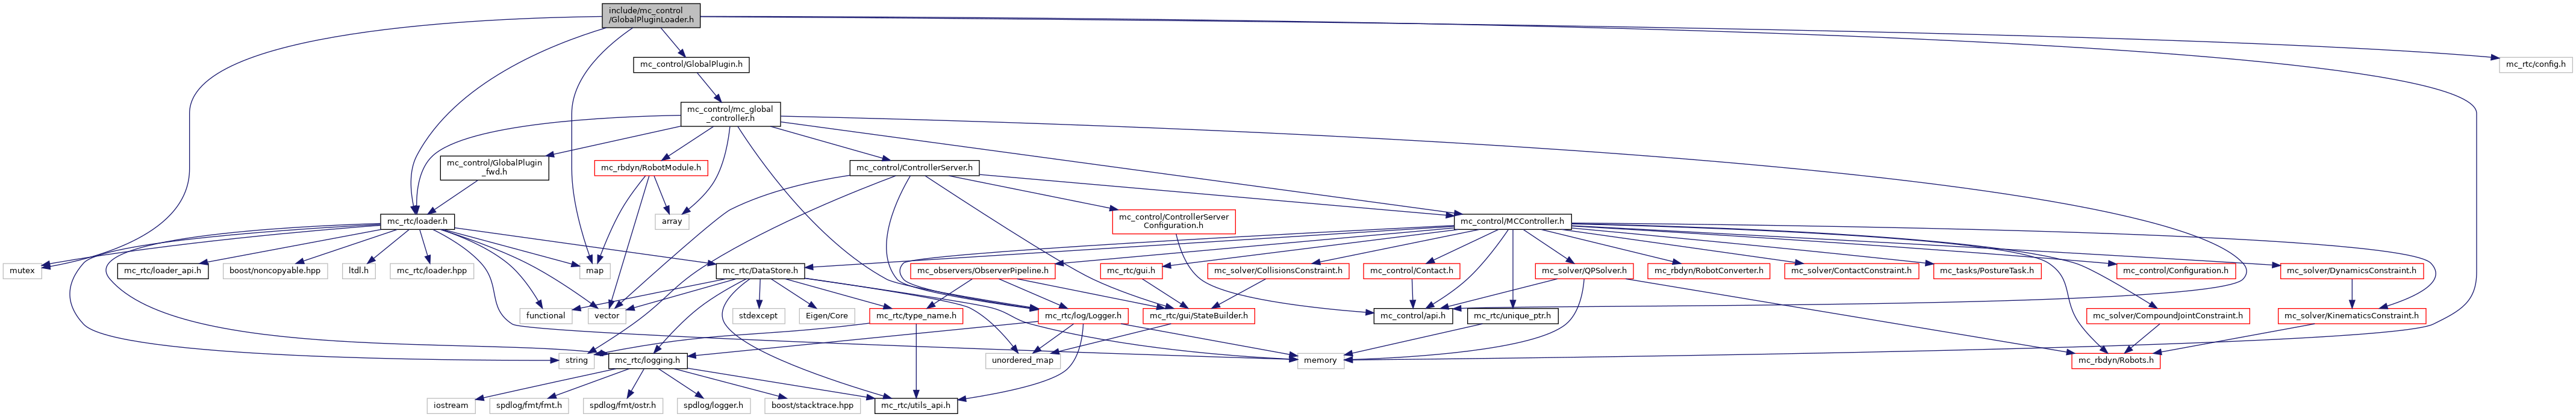 include/mc_control
/GlobalPluginLoader.h
mc_control/GlobalPlugin.h
mc_rtc/config.h
mc_control/mc_global
_controller.h
mc_control/GlobalPlugin
_fwd.h
mc_rbdyn/RobotModule.h
mc_control/ControllerServer.h
array
mc_rtc/loader.h
mc_control/ControllerServer
Configuration.h
mc_control/MCController.h
mutex
mc_rtc/loader_api.h
boost/noncopyable.hpp
ltdl.h
mc_rtc/loader.hpp
map
mc_rtc/DataStore.h
mc_observers/ObserverPipeline.h
mc_rtc/gui.h
mc_solver/CollisionsConstraint.h
mc_control/Contact.h
mc_solver/QPSolver.h
mc_rbdyn/RobotConverter.h
mc_solver/ContactConstraint.h
mc_tasks/PostureTask.h
mc_control/Configuration.h
mc_solver/DynamicsConstraint.h
functional
vector
stdexcept
Eigen/Core
mc_rtc/type_name.h
mc_rtc/log/Logger.h
mc_rtc/gui/StateBuilder.h
mc_control/api.h
mc_rtc/unique_ptr.h
mc_solver/CompoundJointConstraint.h
mc_solver/KinematicsConstraint.h
string
mc_rtc/logging.h
unordered_map
memory
mc_rbdyn/Robots.h
iostream
spdlog/fmt/fmt.h
spdlog/fmt/ostr.h
spdlog/logger.h
boost/stacktrace.hpp
mc_rtc/utils_api.h